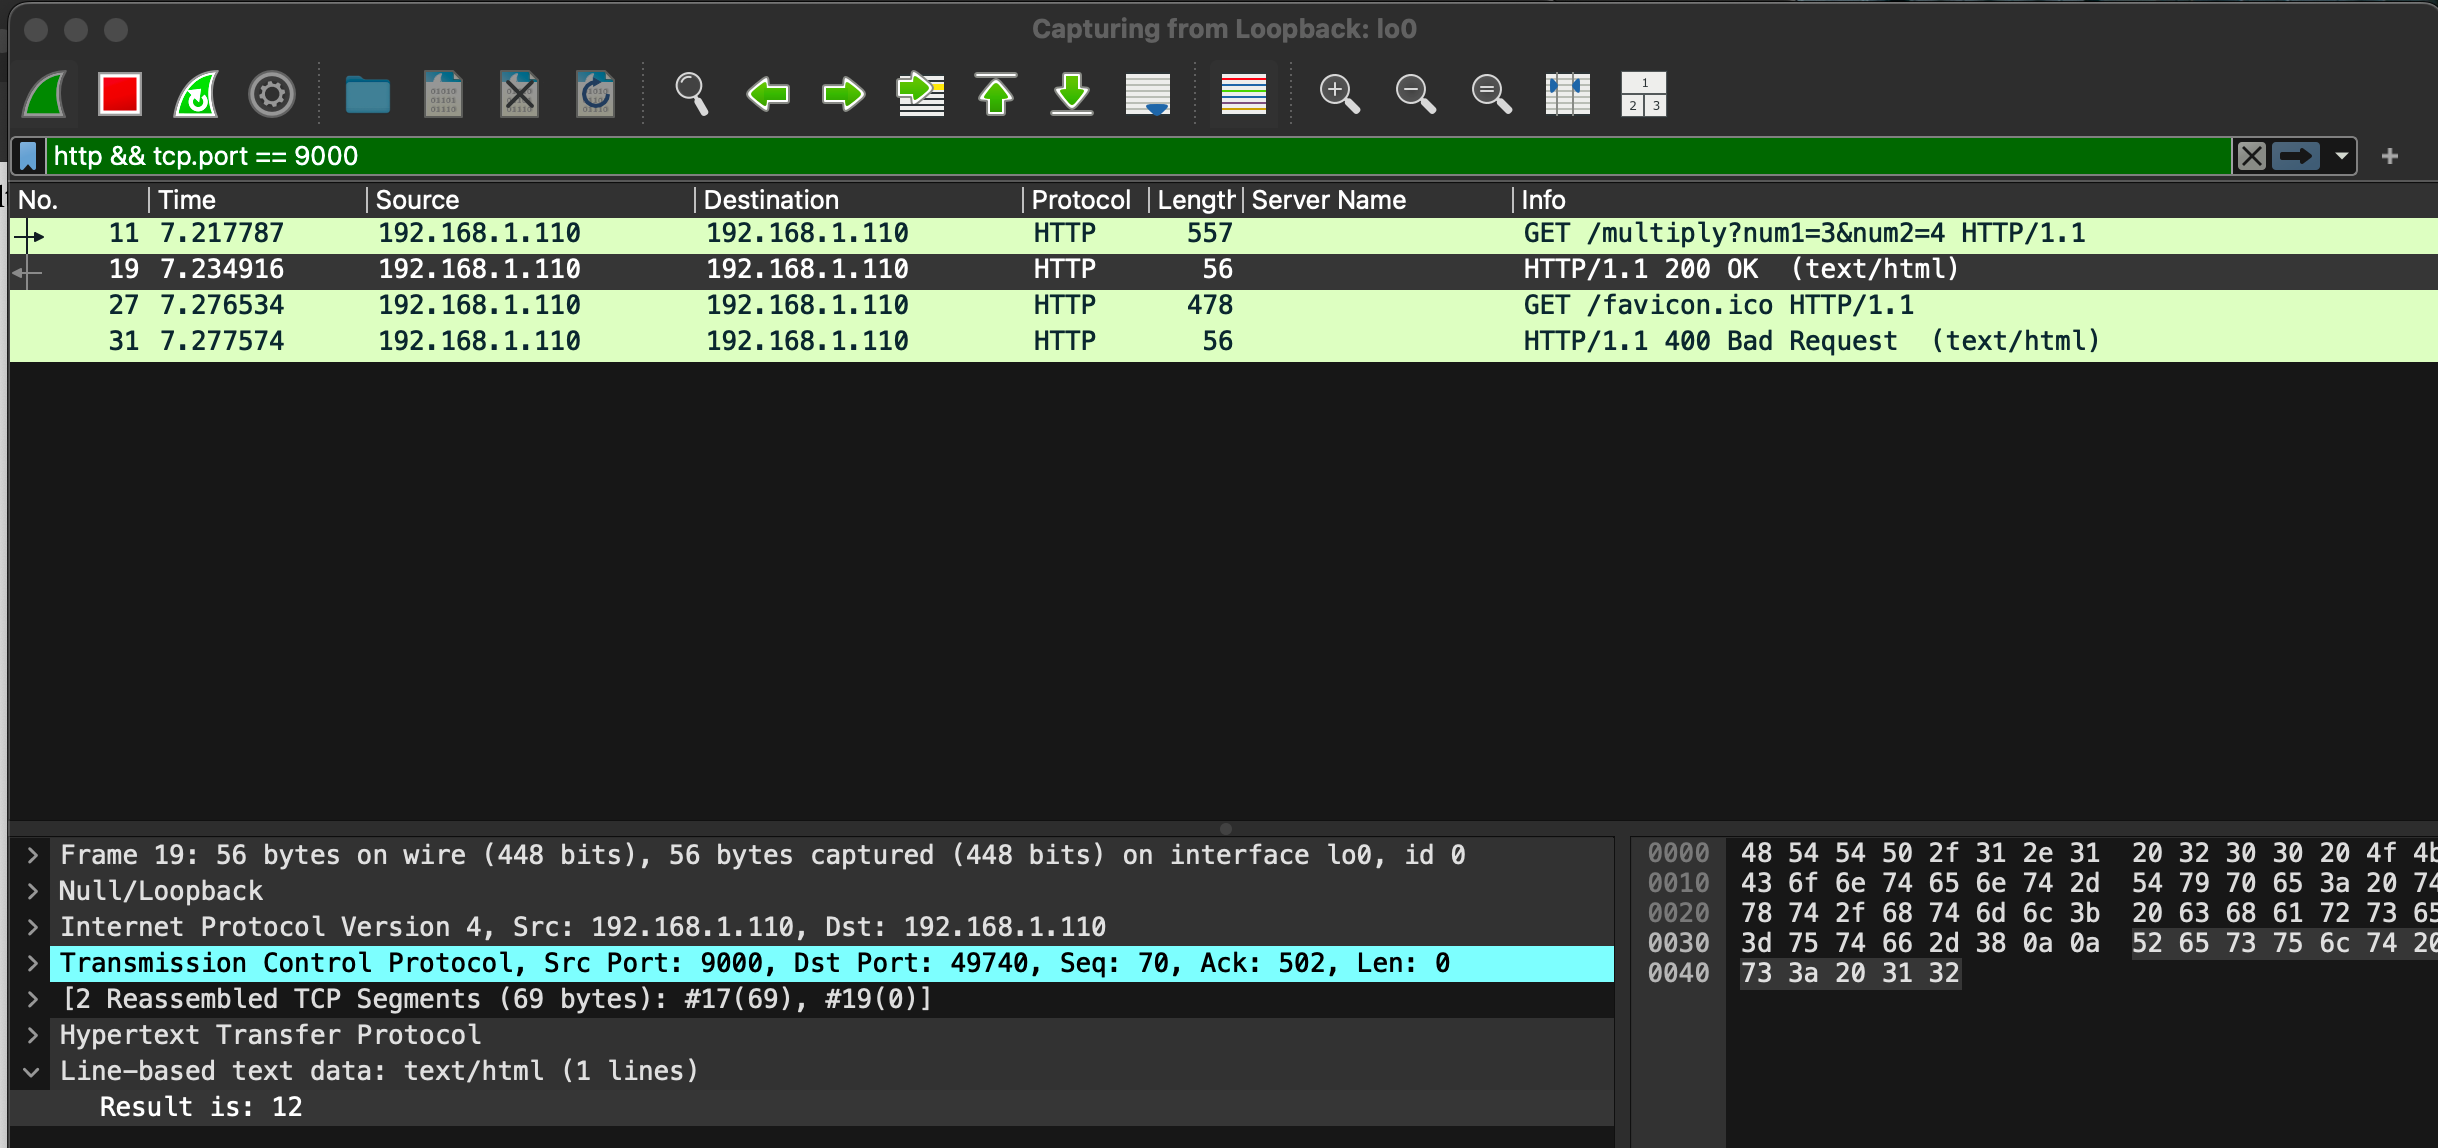 Capturing from Loopback: lo0
1
2 3
http && tcp.port == 9000
No. Time Source Destination Protocol Length Server Name Info
11 7.217787 192.168.1.110 192.168.1.110 HTTP 557 GET /multiply?num1=3&num2=4 HTTP/1.1
19 7.234916 192.168.1.110 192.168.1.110 HTTP 56 HTTP/1.1 200 OK (text/html)
27 7.276534 192.168.1.110 192.168.1.110 HTTP 478 GET /favicon.ico HTTP/1.1
31 7.277574 192.168.1.110 192.168.1.110 HTTP 56 HTTP/1.1 400 Bad Request (text/html)
Frame 19: 56 bytes on wire (448 bits), 56 bytes captured (448 bits) on interface lo0, id 0
Null/Loopback
Internet Protocol Version 4, Src: 192.168.1.110, Dst: 192.168.1.110
Transmission Control Protocol, Src Port: 9000, Dst Port: 49740, Seq: 70, Ack: 502, Len: 0
[2 Reassembled TCP Segments (69 bytes): #17(69), #19(0)]
Hypertext Transfer Protocol
Line-based text data: text/html (1 lines)
Result is: 12
0000 48 54 54 50 2f 31 2e 31 20 32 30 30 20 4f 4b
0010 43 6f 6e 74 65 6e 74 2d 54 79 70 65 3a 20 74
0020 78 74 2f 68 74 6d 6c 3b 20 63 68 61 72 73 65
0030 3d 75 74 66 2d 38 0a 0a 52 65 73 75 6c 74 20
0040 73 3a 20 31 32